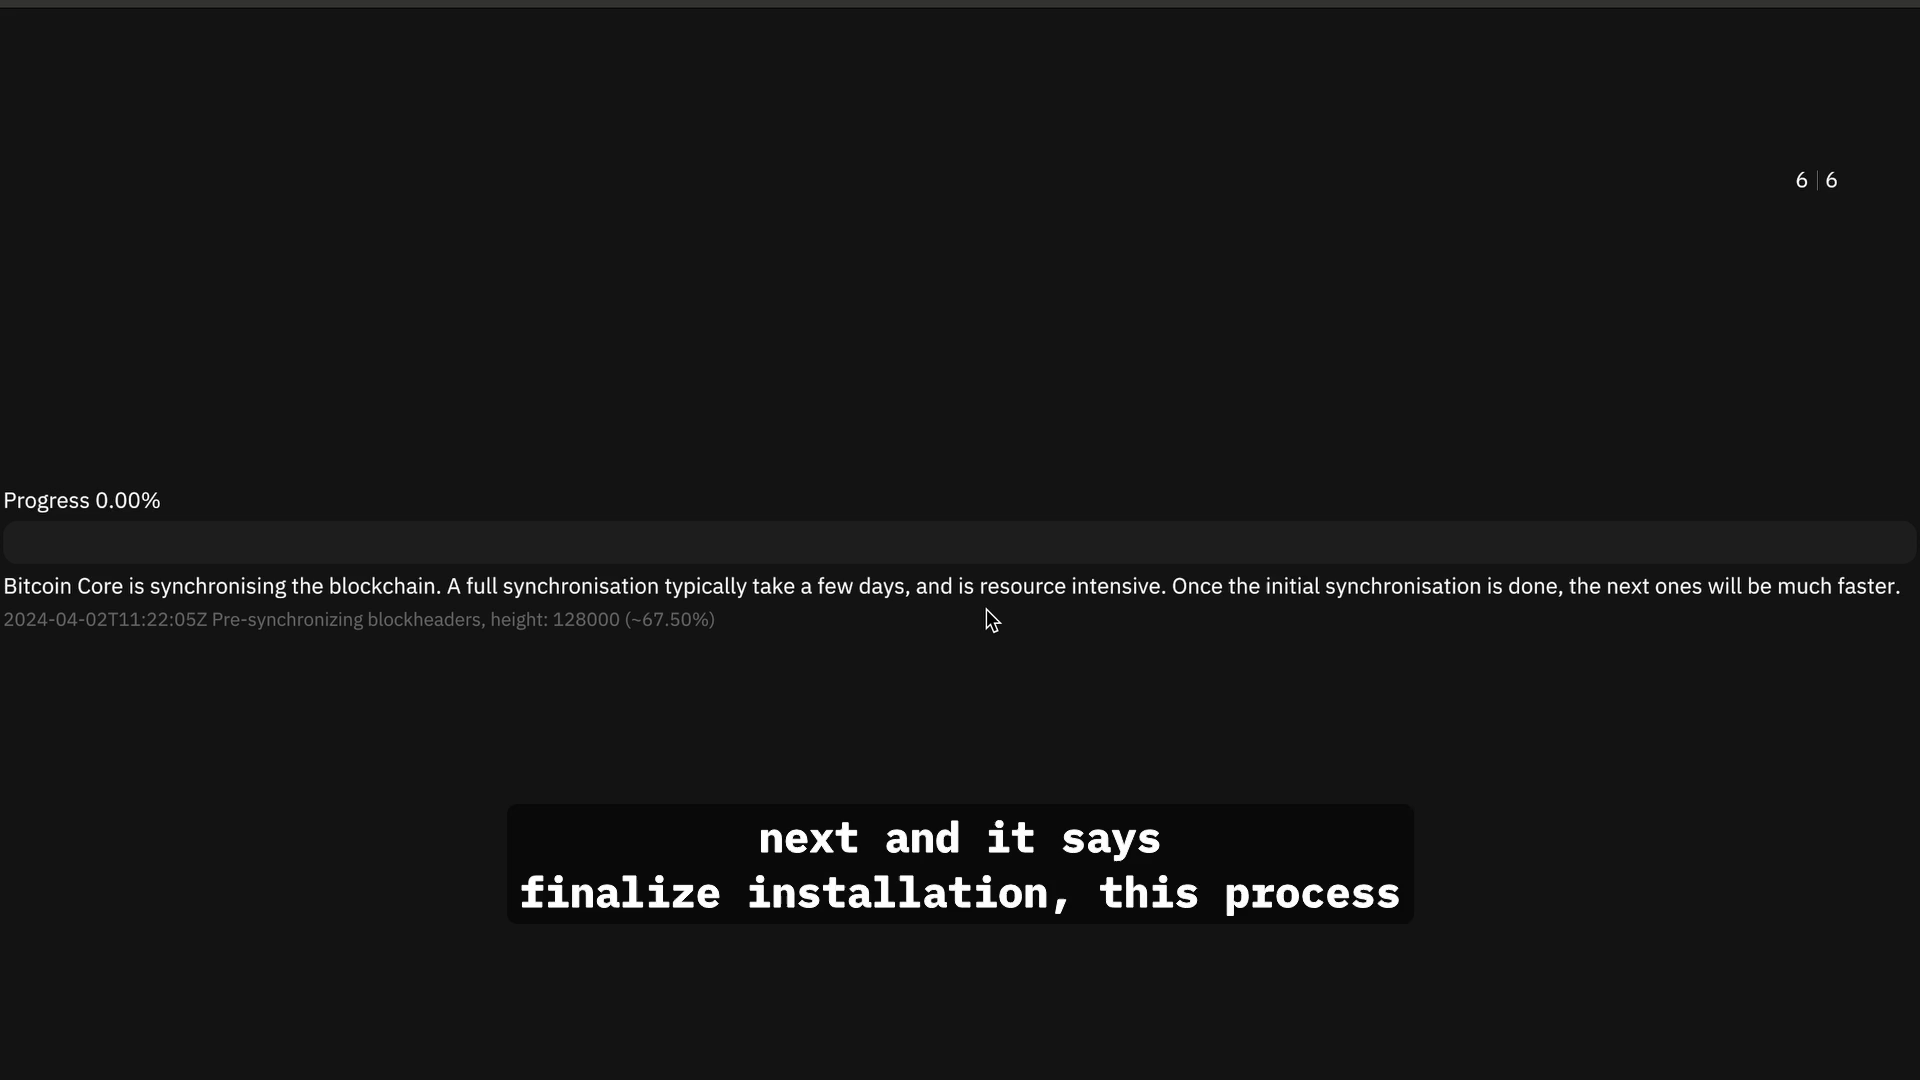 6 | 6
Progress 0.00%
Bitcoin Core is synchronising the blockchain. A full synchronisation typically take a few days, and is resource intensive. Once the initial synchronisation is done, the next ones will be much faster.
2024-04-02T11:22:05Z Pre-synchronizing blockheaders, height: 128000 (~67.50%)
next and it says
finalize installation, this process